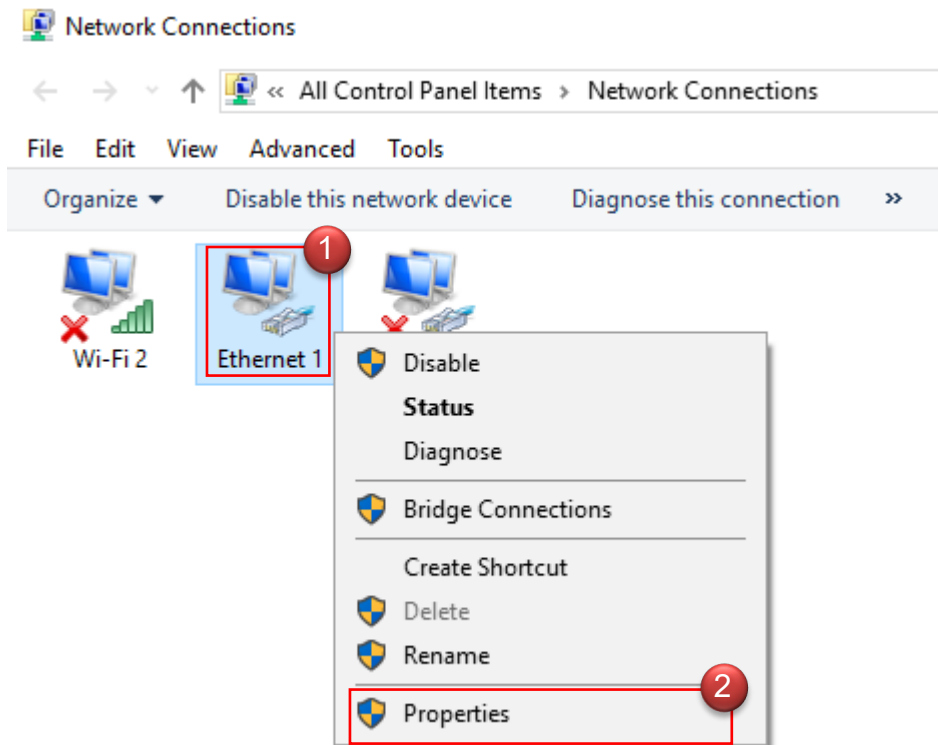 Network Connections
« All Control Panel Items › Network Connections
File Edit View Advanced Tools
Organize ▾ Disable this network device Diagnose this connection »
1
Wi-Fi 2
Ethernet 1
Disable
Status
Diagnose
Bridge Connections
Create Shortcut
Delete
Rename
2
Properties